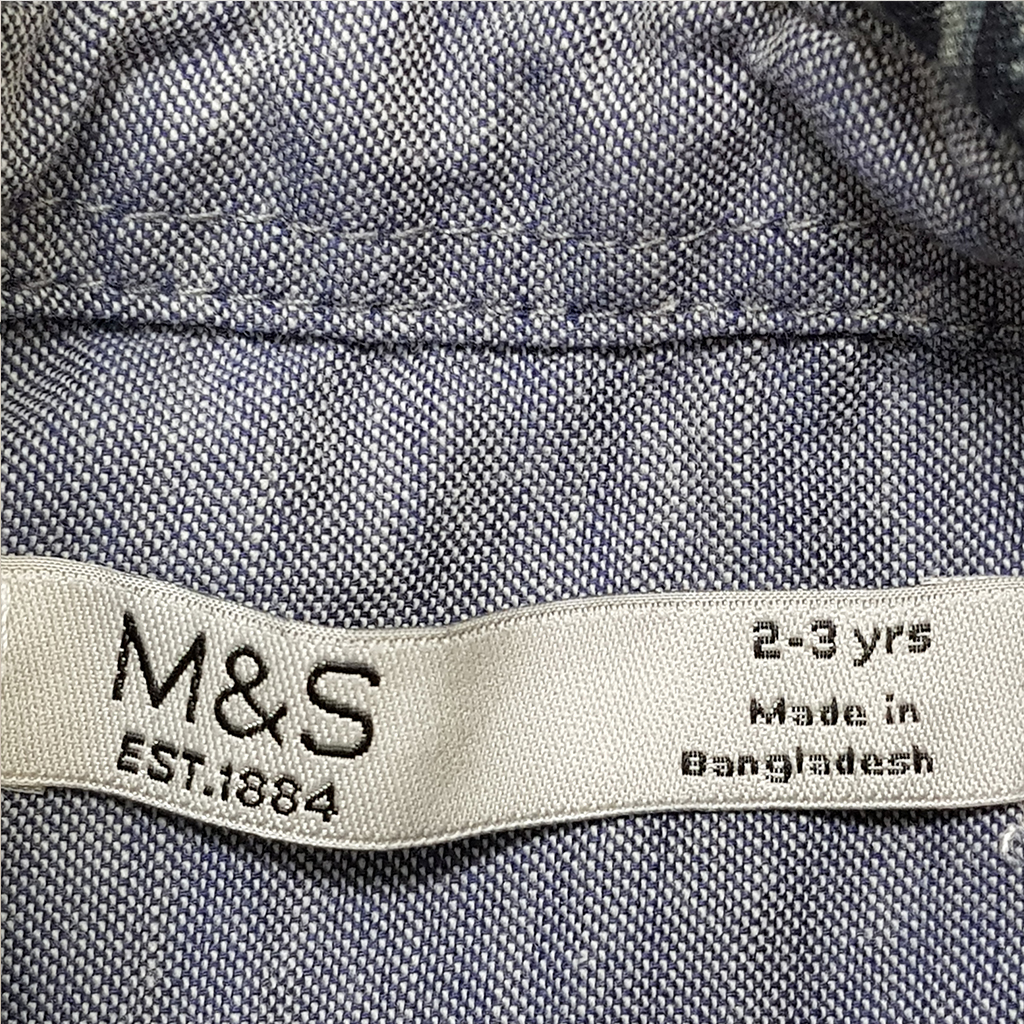 M&S
EST.1884
2-3 yrs
Made in
Bangladesh